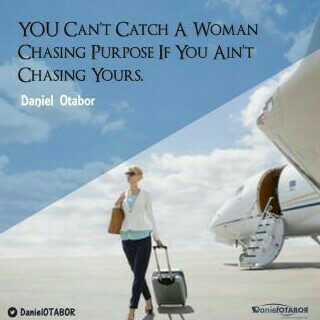 YOU CAN'T CATCH A WOMAN
CHASING PURPOSE IF YOU AIN'T
CHASING YOURS.
Daniel Otabor
DanielOTABOR
DanielOTABOR